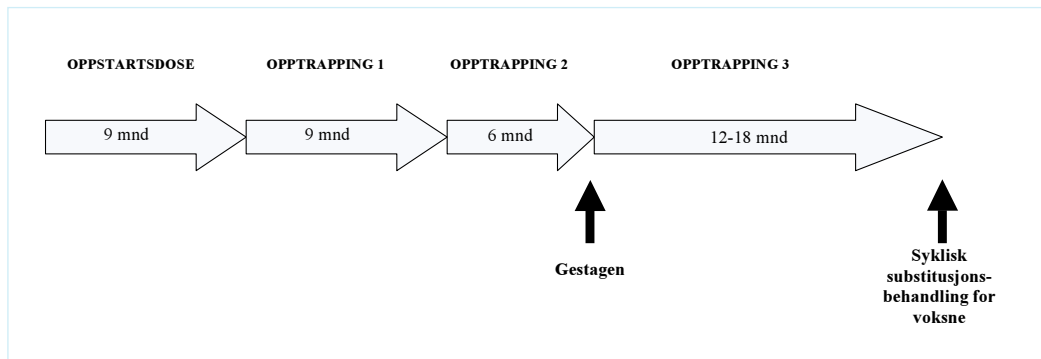 OPPSTARTSDOSE
OPPTRAPPING 1
OPPTRAPPING 2
OPPTRAPPING 3
9 mnd
9 mnd
6 mnd
12-18 mnd
Gestagen
Syklisk
substitusjons-
behandling for
voksne